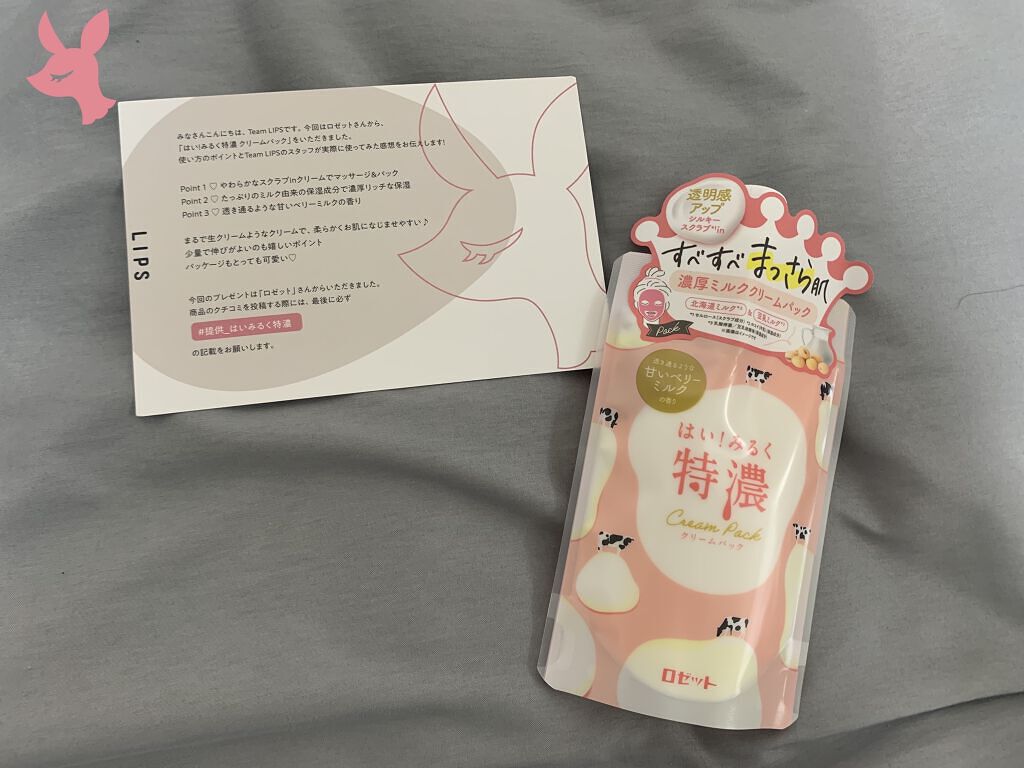 みなさんこんにちは、Team LIPSです。今回はロゼットさんから、
「はい!みるく特濃 クリームパック」をいただきました。
使い方のポイントとTeam LIPSのスタッフが実際に使ってみた感想をお伝えします!
Point 1 ♡ やわらかなスクラブinクリームでマッサージ&パック
Point 2 ♡ たっぷりのミルク由来の保湿成分で濃厚リッチな保湿
Point 3 ♡ 透き通るような甘いベリーミルクの香り
まるで生クリームようなクリームで、柔らかくお肌になじませやすい♪
少量で伸びがよいのも嬉しいポイント
パッケージもとっても可愛い♡
今回のプレゼントは「ロゼット」さんからいただきました。
商品のクチコミを投稿する際には、最後に必ず
#提供_はいみるく特濃
の記載をお願いします。
LIPS
透明感
アップ
シルキー
スクラブ*¹in
すべすべまっさら肌
濃厚ミルククリームパック
北海道ミルク*² & 豆乳ミルク*³
Pack
透き通るような
甘いベリー
ミルク
の香り
はい!みるく
特濃
Cream Pack
クリームパック
ロゼット